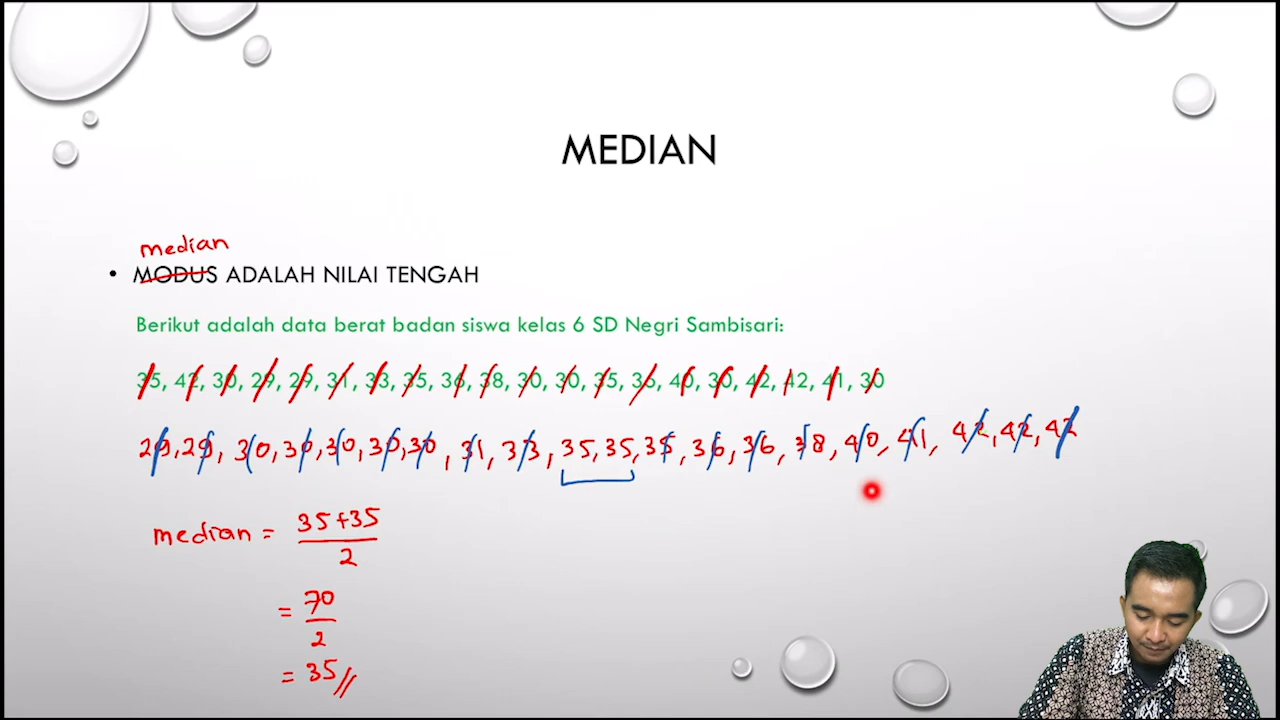 MEDIAN
median
• MODUS ADALAH NILAI TENGAH
Berikut adalah data berat badan siswa kelas 6 SD Negri Sambisari:
35, 42, 30, 29, 29, 31, 33, 35, 36, 38, 30, 30, 35, 36, 40, 30, 42, 42, 41, 30
29, 29, 30, 30, 30, 30, 30, 31, 33, 35, 35, 35, 36, 36, 38, 40, 41, 42, 42, 42
median = 35+35
2
= 70
2
= 35 //